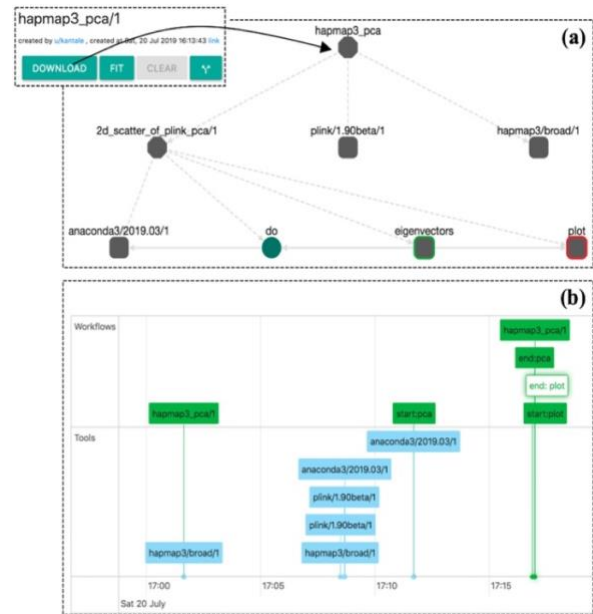 hapmap3_pca/1
created by u/kantale , created at Sat, 20 Jul 2019 16:13:43 link
DOWNLOAD FIT CLEAR
hapmap3_pca
(a)
2d_scatter_of_plink_pca/1 plink/1.90beta/1 hapmap3/broad/1
anaconda3/2019.03/1 do eigenvectors plot
(b)
Workflows
hapmap3_pca/1
end:pca
end: plot
hapmap3_pca/1 start:pca start:plot
Tools
anaconda3/2019.03/1
anaconda3/2019.03/1
plink/1.90beta/1
plink/1.90beta/1
hapmap3/broad/1 hapmap3/broad/1
17:00 17:05 17:10 17:15
Sat 20 July